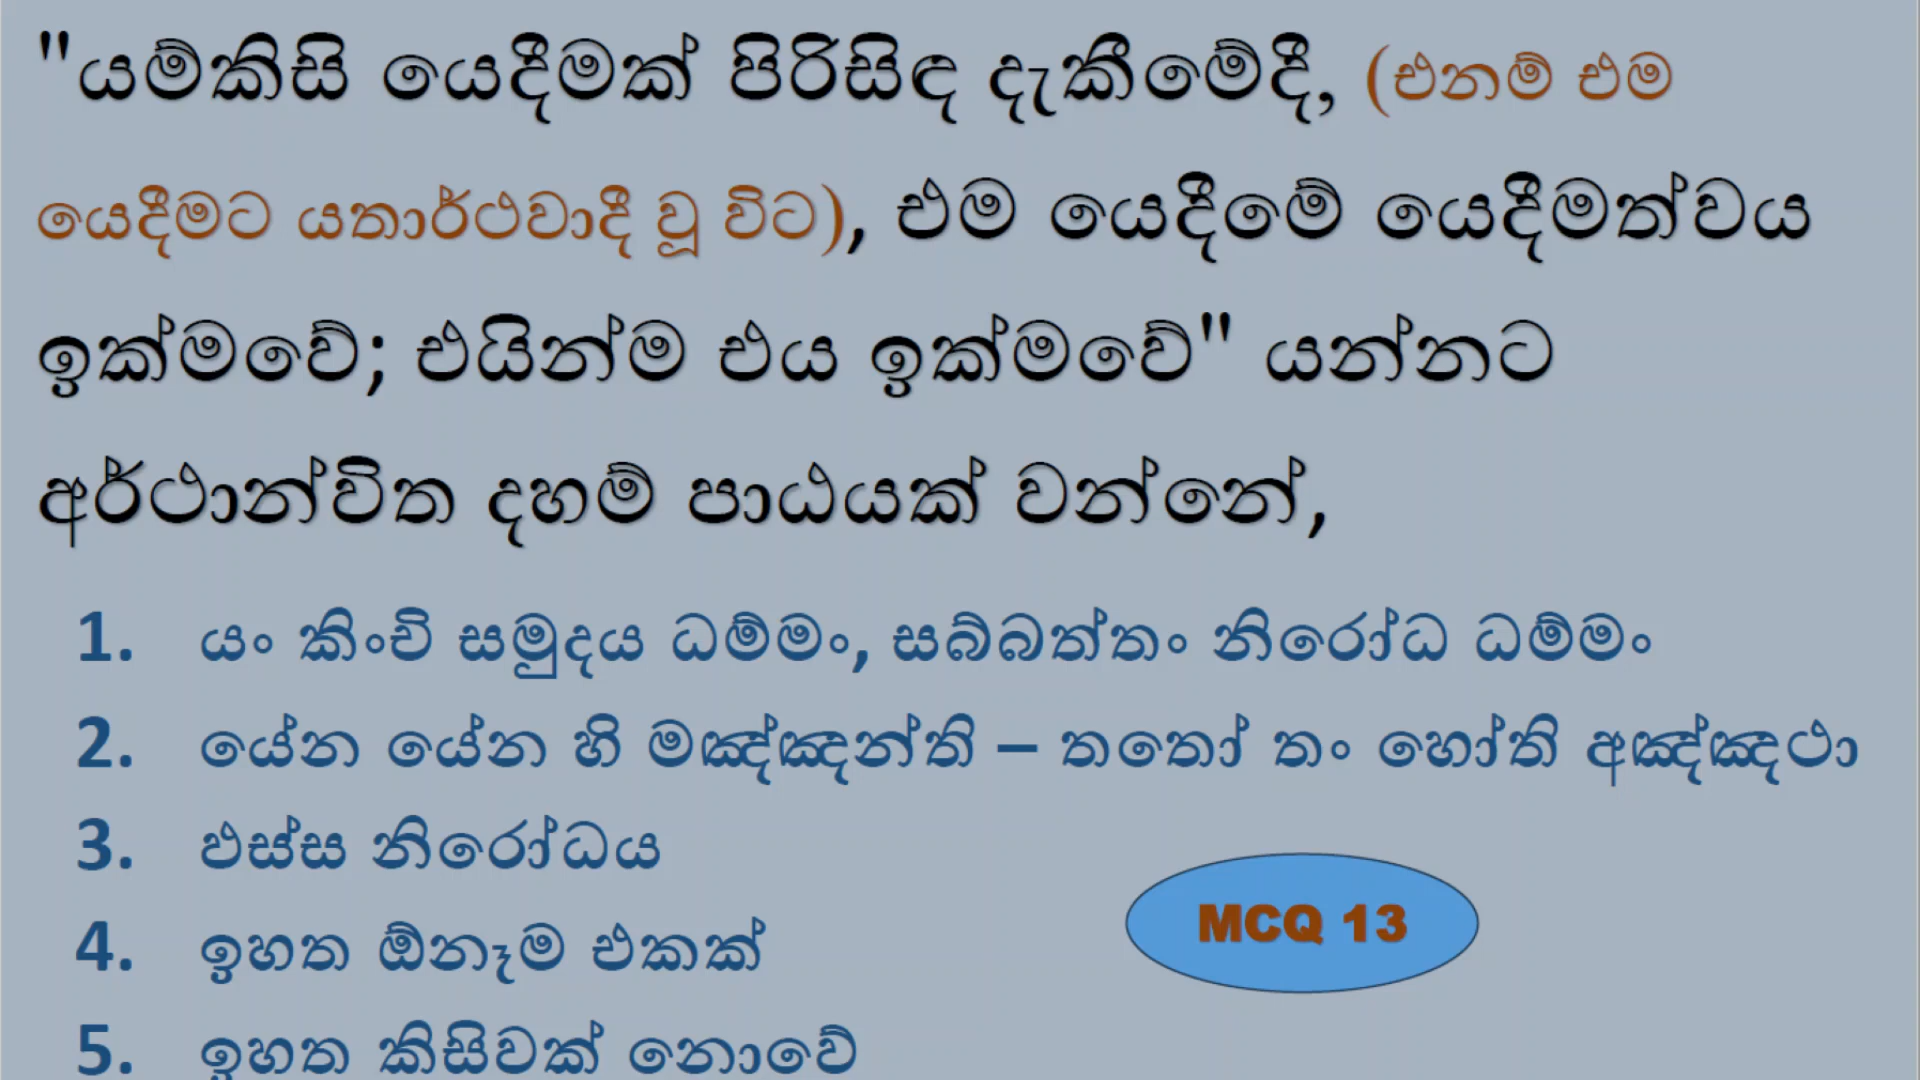 "යම්කිසි යෙදීමක් පිරිසිඳ දැකීමේදී, (එනම් එම
යෙදීමට යතාර්ථවාදී වූ විට), එම යෙදීමේ යෙදීමත්වය
ඉක්මවේ; එයින්ම එය ඉක්මවේ" යන්නට
අර්ථාන්විත දහම් පාඨයක් වන්නේ,
1. යං කිංචි සමුදය ධම්මං, සබ්බත්තං නිරෝධ ධම්මං
2. යේන යේන හි මඤ්ඤන්ති – තතෝ තං හෝති අඤ්ඤථා
3. ඵස්ස නිරෝධය
4. ඉහත ඕනෑම එකක්
MCQ 13
5. ඉහත කිසිවක් නොවේ